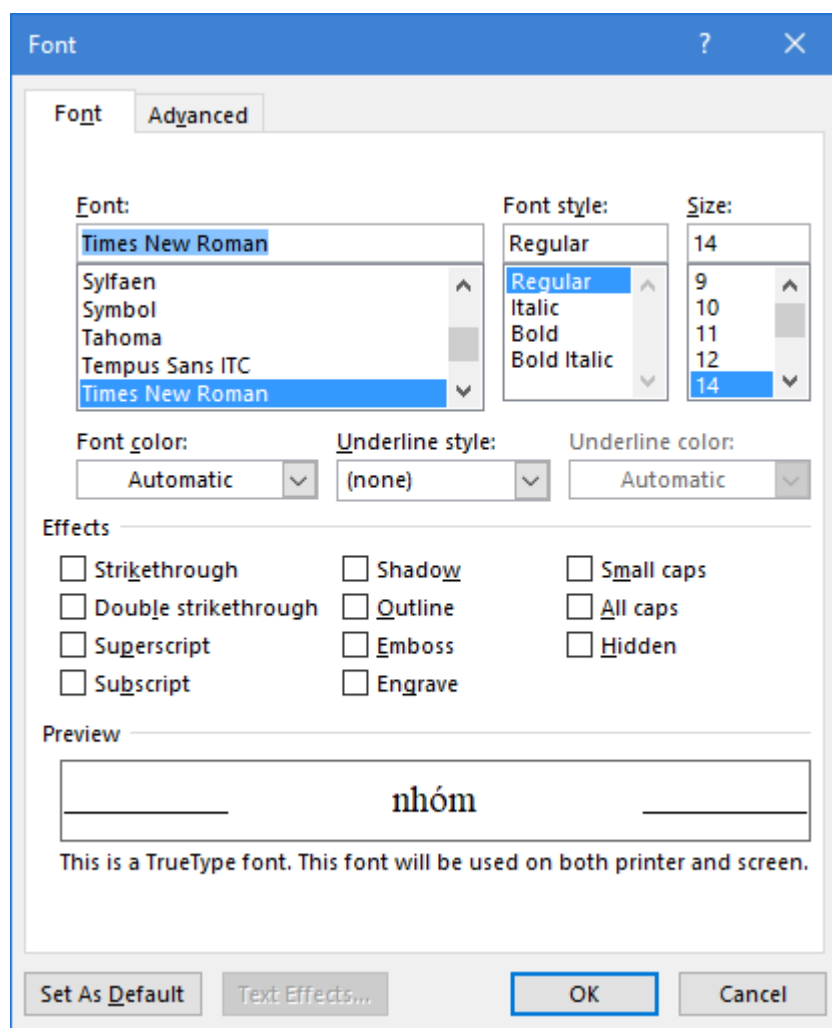 Font ?
Font Advanced
Font: Font style: Size:
Times New Roman Regular 14
Sylfaen Regular 9
Symbol Italic 10
Tahoma Bold 11
Tempus Sans ITC Bold Italic 12
Times New Roman 14
Font color: Underline style: Underline color:
Automatic (none) Automatic
Effects
Strikethrough Shadow Small caps
Double strikethrough Outline All caps
Superscript Emboss Hidden
Subscript Engrave
Preview
nhóm
This is a TrueType font. This font will be used on both printer and screen.
Set As Default Text Effects... OK Cancel